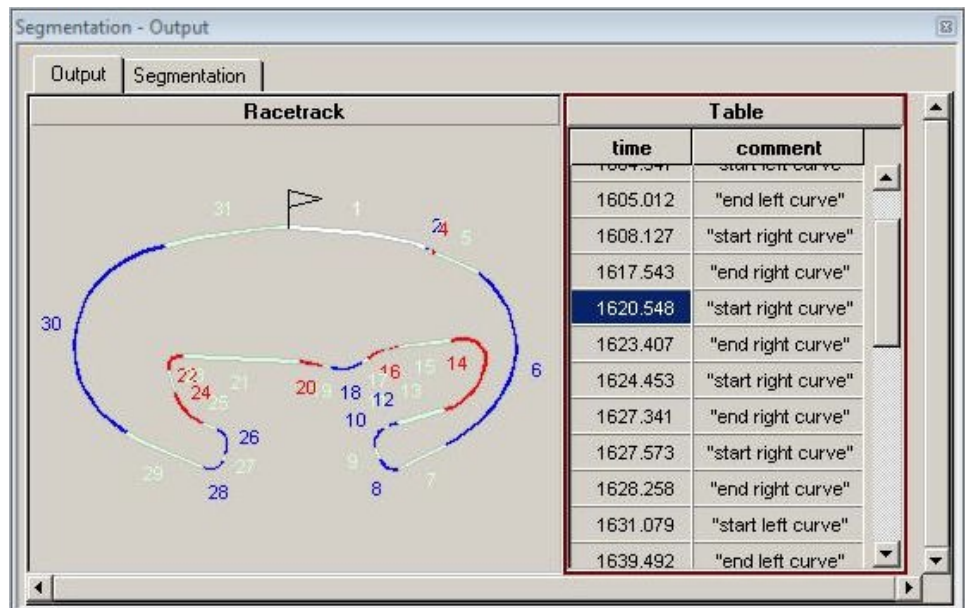 Segmentation - Output
Output Segmentation
Racetrack
Table
time comment
"start left curve"
1605.012 "end left curve"
1608.127 "start right curve"
1617.543 "end right curve"
1620.548 "start right curve"
1623.407 "end right curve"
1624.453 "start right curve"
1627.341 "end right curve"
1627.573 "start right curve"
1628.258 "end right curve"
1631.079 "start left curve"
1639.492 "end left curve"
31 1
2 4 5
30
6
22 21 20 18 16 15 14
24 12 13
25 10
26
27 9
29 28 8 7